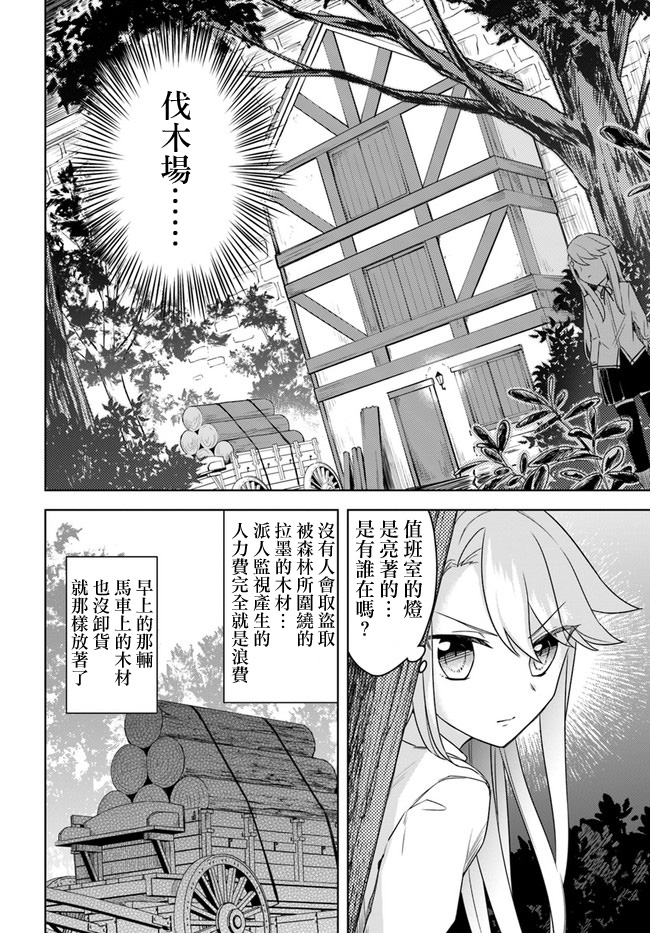 伐木場……
值班室的燈
是亮著的…
是有誰在嗎？
沒有人會取盜取
被森林所圍繞的
拉墨的木材…
派人監視產生的
人力費完全就是浪費
早上的那輛
馬車上的木材
也沒卸貨
就那樣放著了